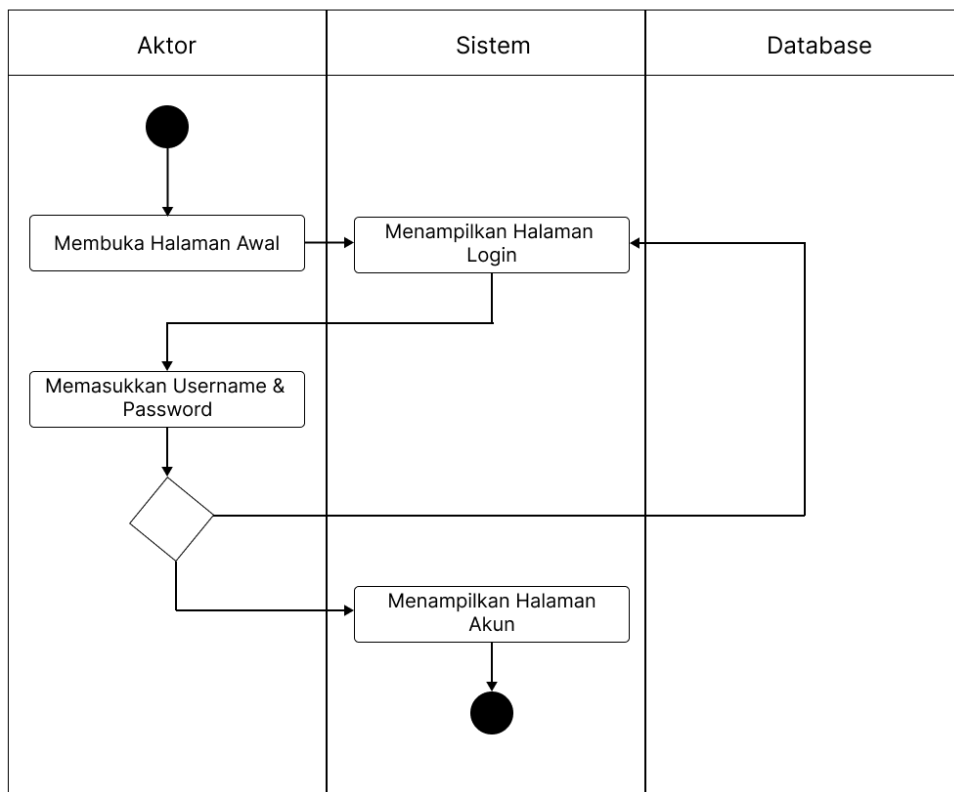 Aktor
Sistem
Database
Membuka Halaman Awal
Menampilkan Halaman
Login
Memasukkan Username &
Password
Menampilkan Halaman
Akun